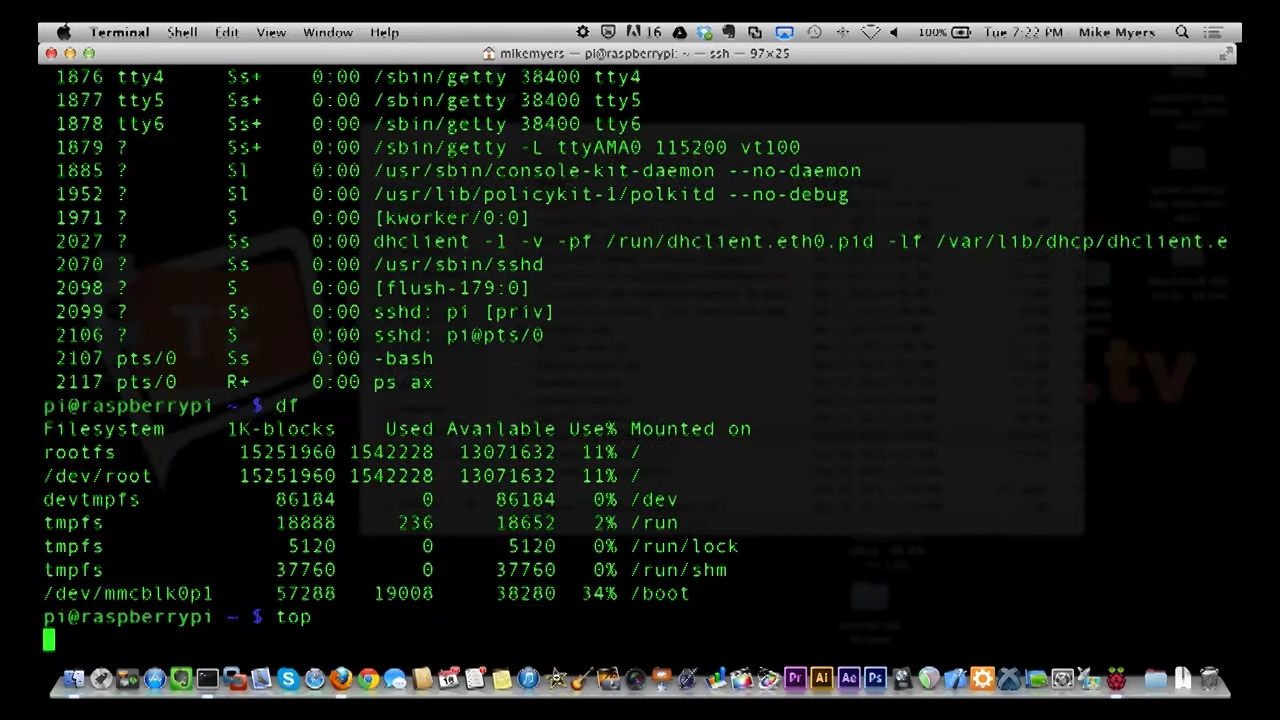 Terminal Shell Edit View Window Help 16 100% Tue 7:22 PM Mike Myers
mikemyers — pi@raspberrypi: ~ — ssh — 97×25
1876 tty4 Ss+ 0:00 /sbin/getty 38400 tty4
1877 tty5 Ss+ 0:00 /sbin/getty 38400 tty5
1878 tty6 Ss+ 0:00 /sbin/getty 38400 tty6
1879 ? Ss+ 0:00 /sbin/getty -L ttyAMA0 115200 vt100
1885 ? Sl 0:00 /usr/sbin/console-kit-daemon --no-daemon
1952 ? Sl 0:00 /usr/lib/policykit-1/polkitd --no-debug
1971 ? S 0:00 [kworker/0:0]
2027 ? Ss 0:00 dhclient -1 -v -pf /run/dhclient.eth0.pid -lf /var/lib/dhcp/dhclient.e
2070 ? Ss 0:00 /usr/sbin/sshd
2098 ? S 0:00 [flush-179:0]
2099 ? Ss 0:00 sshd: pi [priv]
2106 ? S 0:00 sshd: pi@pts/0
2107 pts/0 Ss 0:00 -bash
2117 pts/0 R+ 0:00 ps ax
.tv
pi@raspberrypi ~ $ df
Filesystem 1K-blocks Used Available Use% Mounted on
rootfs 15251960 1542228 13071632 11% /
/dev/root 15251960 1542228 13071632 11% /
devtmpfs 86184 0 86184 0% /dev
tmpfs 18888 236 18652 2% /run
tmpfs 5120 0 5120 0% /run/lock
tmpfs 37760 0 37760 0% /run/shm
/dev/mmcblk0p1 57288 19008 38280 34% /boot
pi@raspberrypi ~ $ top
Pr Ai Ae Ps